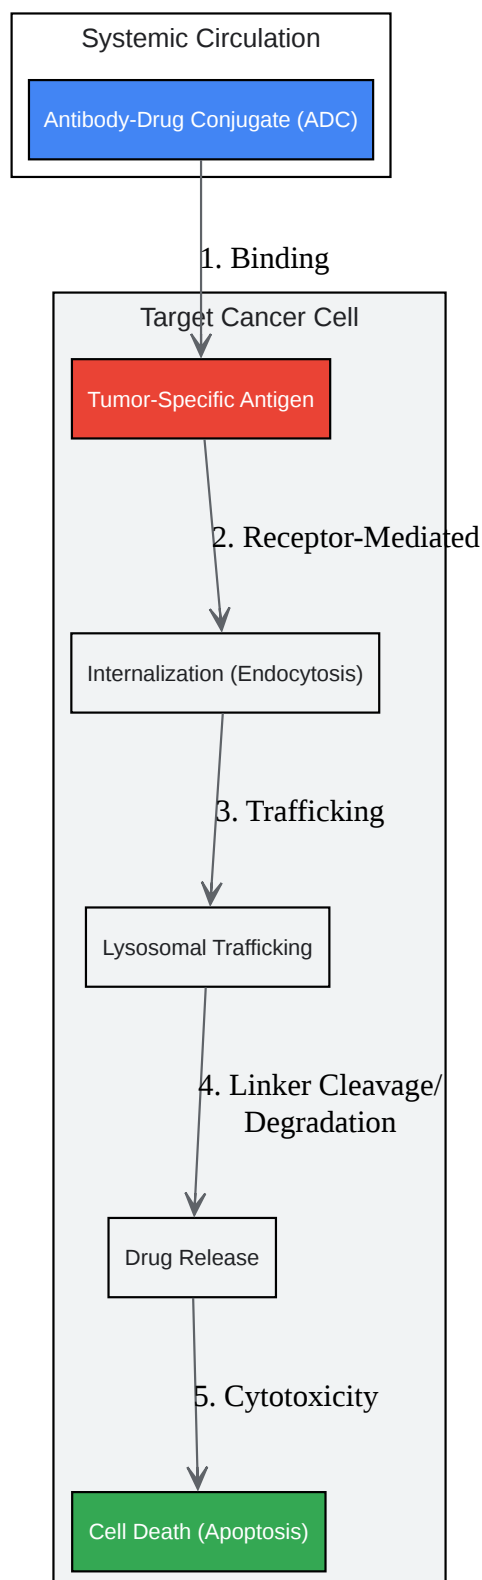 Systemic Circulation
Antibody-Drug Conjugate (ADC)
1. Binding
Target Cancer Cell
Tumor-Specific Antigen
2. Receptor-Mediated
Internalization (Endocytosis)
3. Trafficking
Lysosomal Trafficking
4. Linker Cleavage/
Degradation
Drug Release
5. Cytotoxicity
Cell Death (Apoptosis)